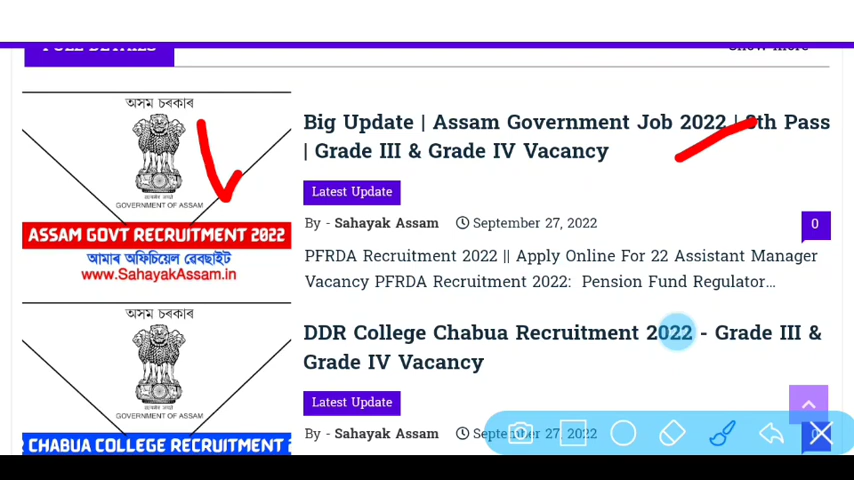 FULL DETAILS
Show more
অসম চৰকাৰ
GOVERNMENT OF ASSAM
ASSAM GOVT RECRUITMENT 2022
আমাৰ অফিচিয়েল ৱেবছাইট
www.SahayakAssam.in
Big Update | Assam Government Job 2022 | 8th Pass
| Grade III & Grade IV Vacancy
Latest Update
By - Sahayak Assam September 27, 2022
0
PFRDA Recruitment 2022 || Apply Online For 22 Assistant Manager
Vacancy PFRDA Recruitment 2022: Pension Fund Regulator...
অসম চৰকাৰ
GOVERNMENT OF ASSAM
CHABUA COLLEGE RECRUITMENT
DDR College Chabua Recruitment 2022 - Grade III &
Grade IV Vacancy
Latest Update
By - Sahayak Assam September 27, 2022